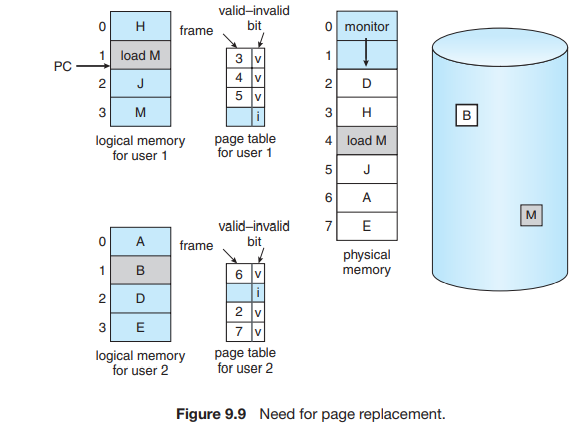 valid–invalid
bit
frame
0 H
1 load M
PC
2 J
3 M
3 v
4 v
5 v
i
logical memory
for user 1
page table
for user 1
valid–invalid
bit
frame
0 A
1 B
2 D
3 E
6 v
i
2 v
7 v
logical memory
for user 2
page table
for user 2
0 monitor
1
2 D
3 H
4 load M
5 J
6 A
7 E
physical
memory
B
M
Figure 9.9 Need for page replacement.